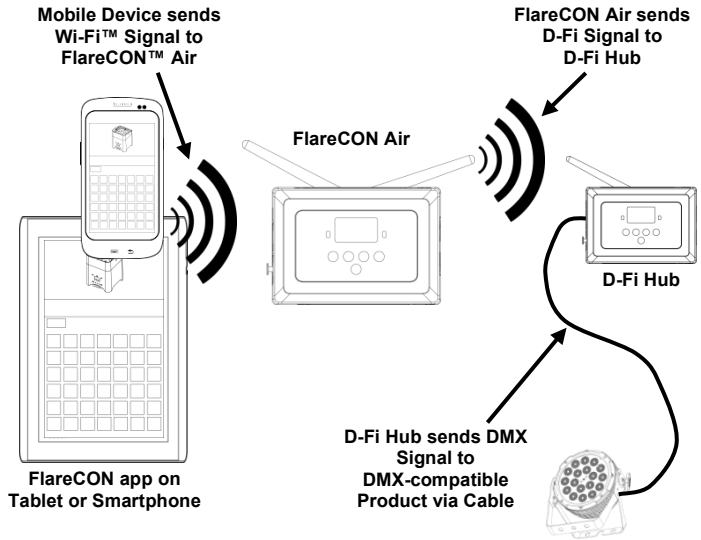 Mobile Device sends
Wi-Fi™ Signal to
FlareCON™ Air
FlareCON Air sends
D-Fi Signal to
D-Fi Hub
FlareCON Air
D-Fi Hub
D-Fi Hub sends DMX
Signal to
DMX-compatible
Product via Cable
FlareCON app on
Tablet or Smartphone